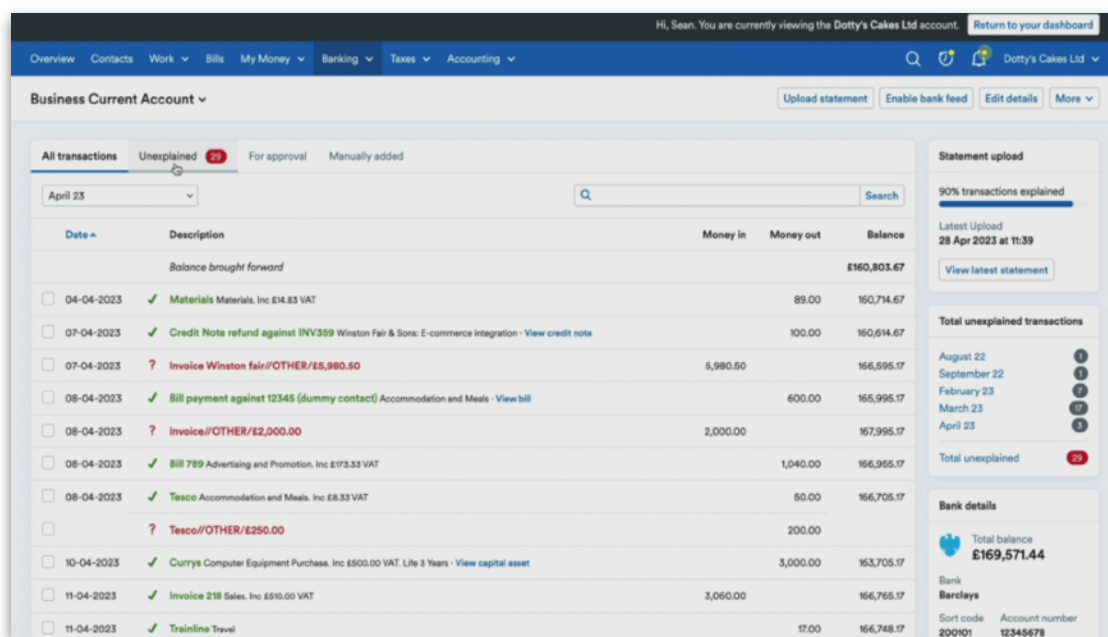 Hi, Sean. You are currently viewing the Dotty's Cakes Ltd account. Return to your dashboard
Overview Contacts Work Bills My Money Banking Taxes Accounting Dotty's Cakes Ltd
Business Current Account Upload statement Enable bank feed Edit details More
All transactions Unexplained 29 For approval Manually added
April 23 Search
Date Description Money in Money out Balance
Balance brought forward £160,803.67
04-04-2023 Materials Materials. Inc £14.83 VAT 89.00 160,714.67
07-04-2023 Credit Note refund against INV359 Winston Fair & Sons: E-commerce integration - View credit note 100.00 160,614.67
07-04-2023 ? Invoice Winston fair//OTHER/£5,980.50 5,980.50 166,595.17
08-04-2023 Bill payment against 12345 (dummy contact) Accommodation and Meals - View bill 600.00 165,995.17
08-04-2023 ? Invoice//OTHER/£2,000.00 2,000.00 167,995.17
08-04-2023 Bill 789 Advertising and Promotion. Inc £173.33 VAT 1,040.00 166,955.17
08-04-2023 Tesco Accommodation and Meals. Inc £8.33 VAT 50.00 166,705.17
? Tesco//OTHER/£250.00 200.00
10-04-2023 Currys Computer Equipment Purchase. Inc £500.00 VAT. Life 3 Years - View capital asset 3,000.00 163,705.17
11-04-2023 Invoice 218 Sales. Inc £510.00 VAT 3,060.00 166,765.17
11-04-2023 Trainline Travel 17.00 166,748.17
Statement upload
90% transactions explained
Latest Upload
28 Apr 2023 at 11:39
View latest statement
Total unexplained transactions
August 22 1
September 22 1
February 23 7
March 23 17
April 23 3
Total unexplained 29
Bank details
Total balance
£169,571.44
Bank
Barclays
Sort code Account number
200101 12345678